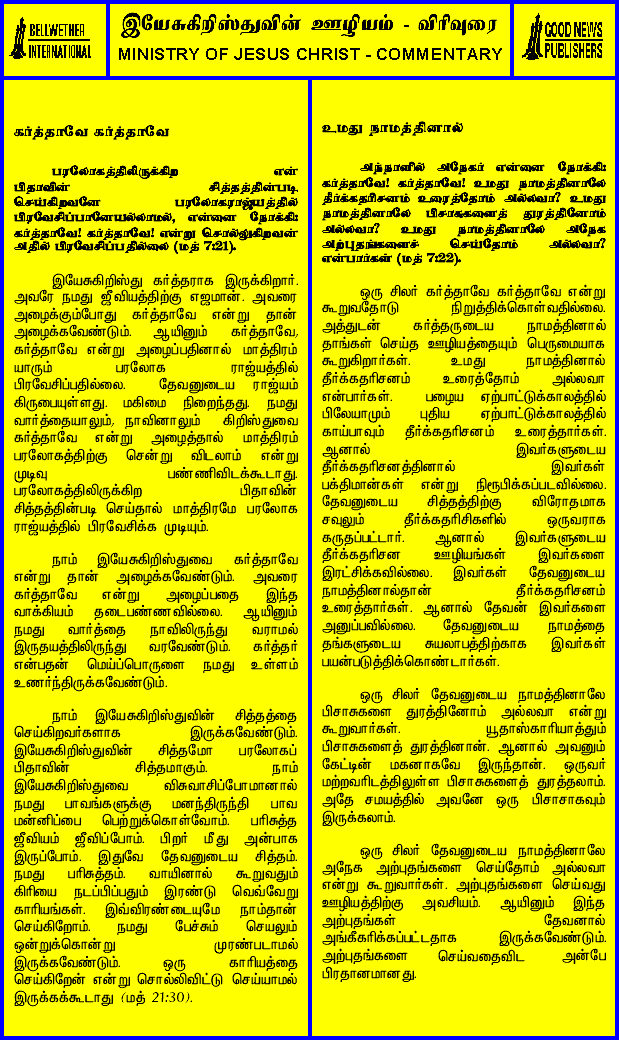 BELLWETHER
INTERNATIONAL
இயேசுகிறிஸ்துவின் ஊழியம் - விரிவுரை
MINISTRY OF JESUS CHRIST - COMMENTARY
GOOD NEWS
PUBLISHERS
கர்த்தாவே கர்த்தாவே
பரலோகத்திலிருக்கிற என்
பிதாவின் சித்தத்தின்படி
செய்கிறவனே பரலோகராஜ்யத்தில்
பிரவேசிப்பானேயல்லாமல், என்னை நோக்கி:
கர்த்தாவே! கர்த்தாவே! என்று சொல்லுகிறவன்
அதில் பிரவேசிப்பதில்லை (மத் 7:21).
இயேசுகிறிஸ்து கர்த்தராக இருக்கிறார்.
அவரே நமது ஜீவியத்திற்கு எஜமான். அவரை
அழைக்கும்போது கர்த்தாவே என்று தான்
அழைக்கவேண்டும். ஆயினும் கர்த்தாவே,
கர்த்தாவே என்று அழைப்பதினால் மாத்திரம்
யாரும் பரலோக ராஜ்யத்தில்
பிரவேசிப்பதில்லை. தேவனுடைய ராஜ்யம்
கிருபையுள்ளது. மகிமை நிறைந்தது. நமது
வார்த்தையாலும், நாவினாலும் கிறிஸ்துவை
கர்த்தாவே என்று அழைத்தால் மாத்திரம்
பரலோகத்திற்கு சென்று விடலாம் என்று
முடிவு பண்ணிவிடக்கூடாது.
பரலோகத்திலிருக்கிற பிதாவின்
சித்தத்தின்படி செய்தால் மாத்திரமே பரலோக
ராஜ்யத்தில் பிரவேசிக்க முடியும்.
நாம் இயேசுகிறிஸ்துவை கர்த்தாவே
என்று தான் அழைக்கவேண்டும். அவரை
கர்த்தாவே என்று அழைப்பதை இந்த
வாக்கியம் தடைபண்ணவில்லை. ஆயினும்
நமது வார்த்தை நாவிலிருந்து வராமல்
இருதயத்திலிருந்து வரவேண்டும். கர்த்தர்
என்பதன் மெய்ப்பொருளை நமது உள்ளம்
உணர்ந்திருக்கவேண்டும்.
நாம் இயேசுகிறிஸ்துவின் சித்தத்தை
செய்கிறவர்களாக இருக்கவேண்டும்.
இயேசுகிறிஸ்துவின் சித்தமோ பரலோகப்
பிதாவின் சித்தமாகும். நாம்
இயேசுகிறிஸ்துவை விசுவாசிப்போமானால்
நமது பாவங்களுக்கு மனந்திருந்தி பாவ
மன்னிப்பை பெற்றுக்கொள்வோம். பரிசுத்த
ஜீவியம் ஜீவிப்போம். பிறர் மீது அன்பாக
இருப்போம். இதுவே தேவனுடைய சித்தம்.
நமது பரிசுத்தம். வாயினால் கூறுவதும்
கிரியை நடப்பிப்பதும் இரண்டு வெவ்வேறு
காரியங்கள். இவ்விரண்டையுமே நாம்தான்
செய்கிறோம். நமது பேச்சும் செயலும்
ஒன்றுக்கொன்று முரண்படாமல்
இருக்கவேண்டும். ஒரு காரியத்தை
செய்கிறேன் என்று சொல்லிவிட்டு செய்யாமல்
இருக்கக்கூடாது (மத் 21:30).
உமது நாமத்தினால்
அந்நாளில் அநேகர் என்னை நோக்கி:
கர்த்தாவே! கர்த்தாவே! உமது நாமத்தினாலே
தீர்க்கதரிசனம் உரைத்தோம் அல்லவா? உமது
நாமத்தினாலே பிசாசுகளைத் துரத்தினோம்
அல்லவா? உமது நாமத்தினாலே அநேக
அற்புதங்களைச் செய்தோம் அல்லவா?
என்பார்கள் (மத் 7:22).
ஒரு சிலர் கர்த்தாவே கர்த்தாவே என்று
கூறுவதோடு நிறுத்திக்கொள்வதில்லை.
அத்துடன் கர்த்தருடைய நாமத்தினால்
தாங்கள் செய்த ஊழியத்தையும் பெருமையாக
கூறுகிறார்கள். உமது நாமத்தினால்
தீர்க்கதரிசனம் உரைத்தோம் அல்லவா
என்பார்கள். பழைய ஏற்பாட்டுக்காலத்தில்
பிலேயாமும் புதிய ஏற்பாட்டுக்காலத்தில்
காய்பாவும் தீர்க்கதரிசனம் உரைத்தார்கள்.
ஆனால் இவர்களுடைய
தீர்க்கதரிசனத்தினால் இவர்கள்
பக்திமான்கள் என்று நிரூபிக்கப்படவில்லை.
தேவனுடைய சித்தத்திற்கு விரோதமாக
சவுலும் தீர்க்கதரிசிகளில் ஒருவராக
கருதப்பட்டார். ஆனால் இவர்களுடைய
தீர்க்கதரிசன ஊழியங்கள் இவர்களை
இரட்சிக்கவில்லை. இவர்கள் தேவனுடைய
நாமத்தினால்தான் தீர்க்கதரிசனம்
உரைத்தார்கள். ஆனால் தேவன் இவர்களை
அனுப்பவில்லை. தேவனுடைய நாமத்தை
தங்களுடைய சுயலாபத்திற்காக இவர்கள்
பயன்படுத்திக்கொண்டார்கள்.
ஒரு சிலர் தேவனுடைய நாமத்தினாலே
பிசாசுகளை துரத்தினோம் அல்லவா என்று
கூறுவார்கள். யூதாஸ்காரியாத்தும்
பிசாசுகளைத் துரத்தினான். ஆனால் அவனும்
கேட்டின் மகனாகவே இருந்தான். ஒருவர்
மற்றவரிடத்திலுள்ள பிசாசுகளைத் துரத்தலாம்.
அதே சமயத்தில் அவனே ஒரு பிசாசாகவும்
இருக்கலாம்.
ஒரு சிலர் தேவனுடைய நாமத்தினாலே
அநேக அற்புதங்களை செய்தோம் அல்லவா
என்று கூறுவார்கள். அற்புதங்களை செய்வது
ஊழியத்திற்கு அவசியம். ஆயினும் இந்த
அற்புதங்கள் தேவனால்
அங்கீகரிக்கப்பட்டதாக இருக்கவேண்டும்.
அற்புதங்களை செய்வதைவிட அன்பே
பிரதானமானது.